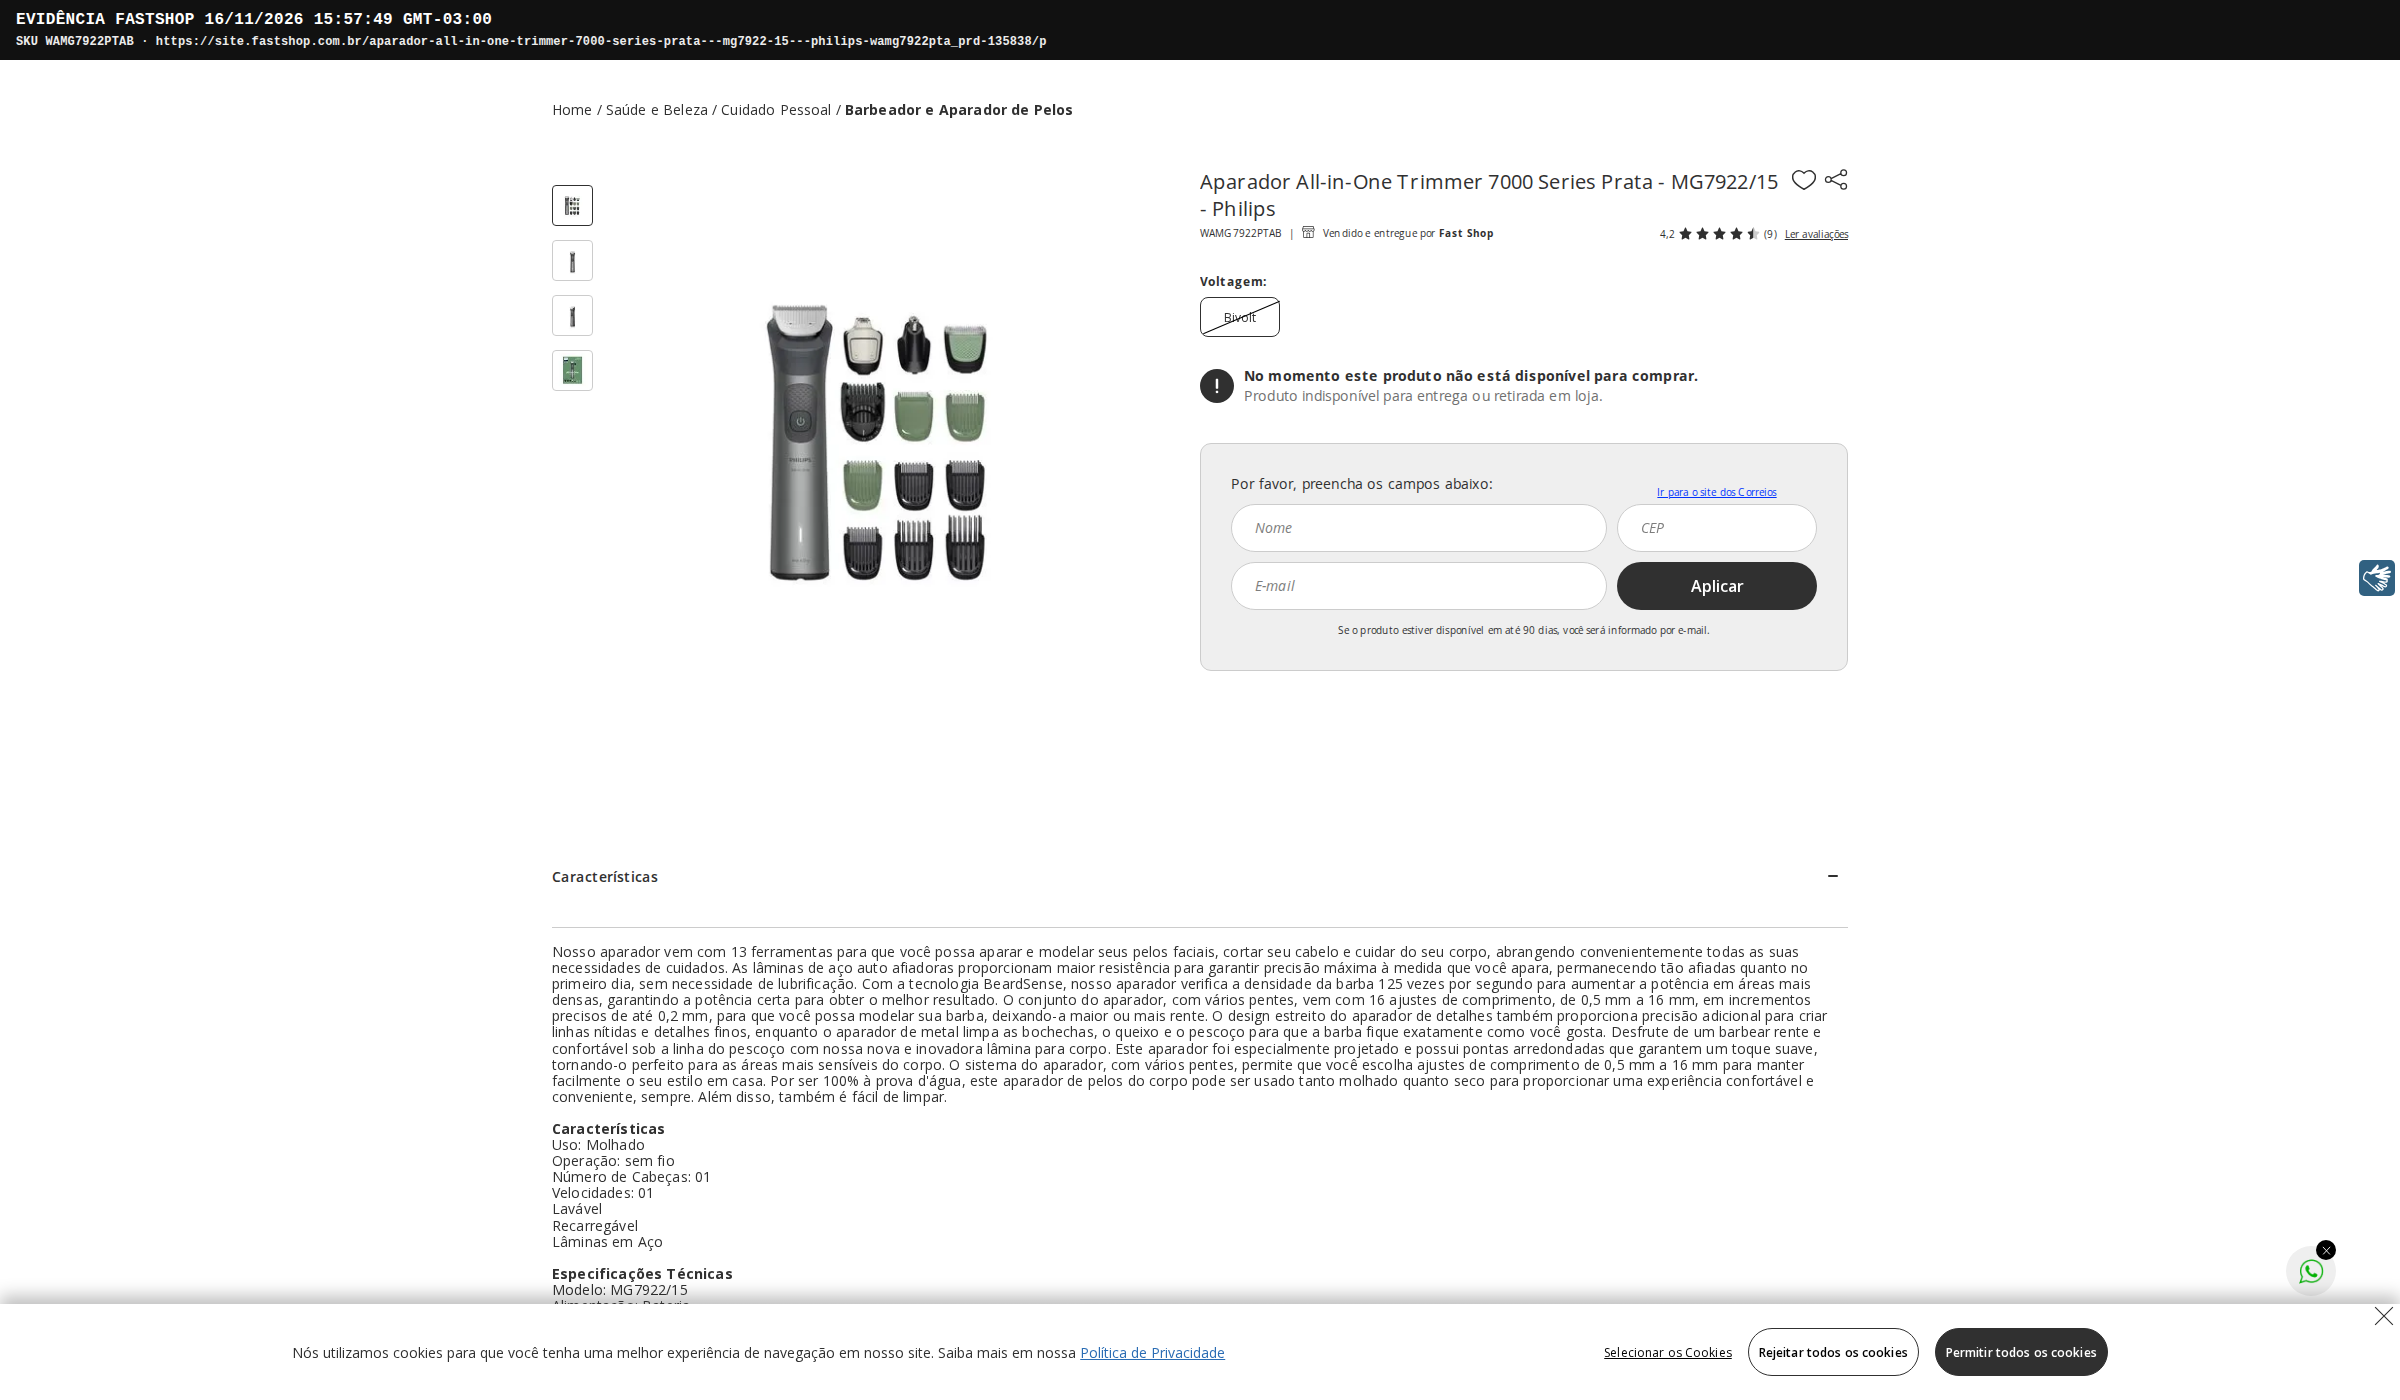 EVIDÊNCIA FASTSHOP 16/11/2026 15:57:49 GMT-03:00
SKU WAMG7922PTAB · https://site.fastshop.com.br/aparador-all-in-one-trimmer-7000-series-prata---mg7922-15---philips-wamg7922pta_prd-135838/p
Home / Saúde e Beleza / Cuidado Pessoal / Barbeador e Aparador de Pelos
Aparador All-in-One Trimmer 7000 Series Prata - MG7922/15
- Philips
WAMG7922PTAB | Vendido e entregue por Fast Shop
4,2 (9) Ler avaliações
Voltagem:
Bivolt
No momento este produto não está disponível para comprar.
Produto indisponível para entrega ou retirada em loja.
PHILIPS
Por favor, preencha os campos abaixo:
Ir para o site dos Correios
Nome
CEP
E-mail
Aplicar
Se o produto estiver disponível em até 90 dias, você será informado por e-mail.
Características
Nosso aparador vem com 13 ferramentas para que você possa aparar e modelar seus pelos faciais, cortar seu cabelo e cuidar do seu corpo, abrangendo convenientemente todas as suas
necessidades de cuidados. As lâminas de aço auto afiadoras proporcionam maior resistência para garantir precisão máxima à medida que você apara, permanecendo tão afiadas quanto no
primeiro dia, sem necessidade de lubrificação. Com a tecnologia BeardSense, nosso aparador verifica a densidade da barba 125 vezes por segundo para aumentar a potência em áreas mais
densas, garantindo a potência certa para obter o melhor resultado. O conjunto do aparador, com vários pentes, vem com 16 ajustes de comprimento, de 0,5 mm a 16 mm, em incrementos
precisos de até 0,2 mm, para que você possa modelar sua barba, deixando-a maior ou mais rente. O design estreito do aparador de detalhes também proporciona precisão adicional para criar
linhas nítidas e detalhes finos, enquanto o aparador de metal limpa as bochechas, o queixo e o pescoço para que a barba fique exatamente como você gosta. Desfrute de um barbear rente e
confortável sob a linha do pescoço com nossa nova e inovadora lâmina para corpo. Este aparador foi especialmente projetado e possui pontas arredondadas que garantem um toque suave,
tornando-o perfeito para as áreas mais sensíveis do corpo. O sistema do aparador, com vários pentes, permite que você escolha ajustes de comprimento de 0,5 mm a 16 mm para manter
facilmente o seu estilo em casa. Por ser 100% à prova d'água, este aparador de pelos do corpo pode ser usado tanto molhado quanto seco para proporcionar uma experiência confortável e
conveniente, sempre. Além disso, também é fácil de limpar.
Características
Uso: Molhado
Operação: sem fio
Número de Cabeças: 01
Velocidades: 01
Lavável
Recarregável
Lâminas em Aço
Especificações Técnicas
Modelo: MG7922/15
Nós utilizamos cookies para que você tenha uma melhor experiência de navegação em nosso site. Saiba mais em nossa Política de Privacidade
Selecionar os Cookies
Rejeitar todos os cookies
Permitir todos os cookies